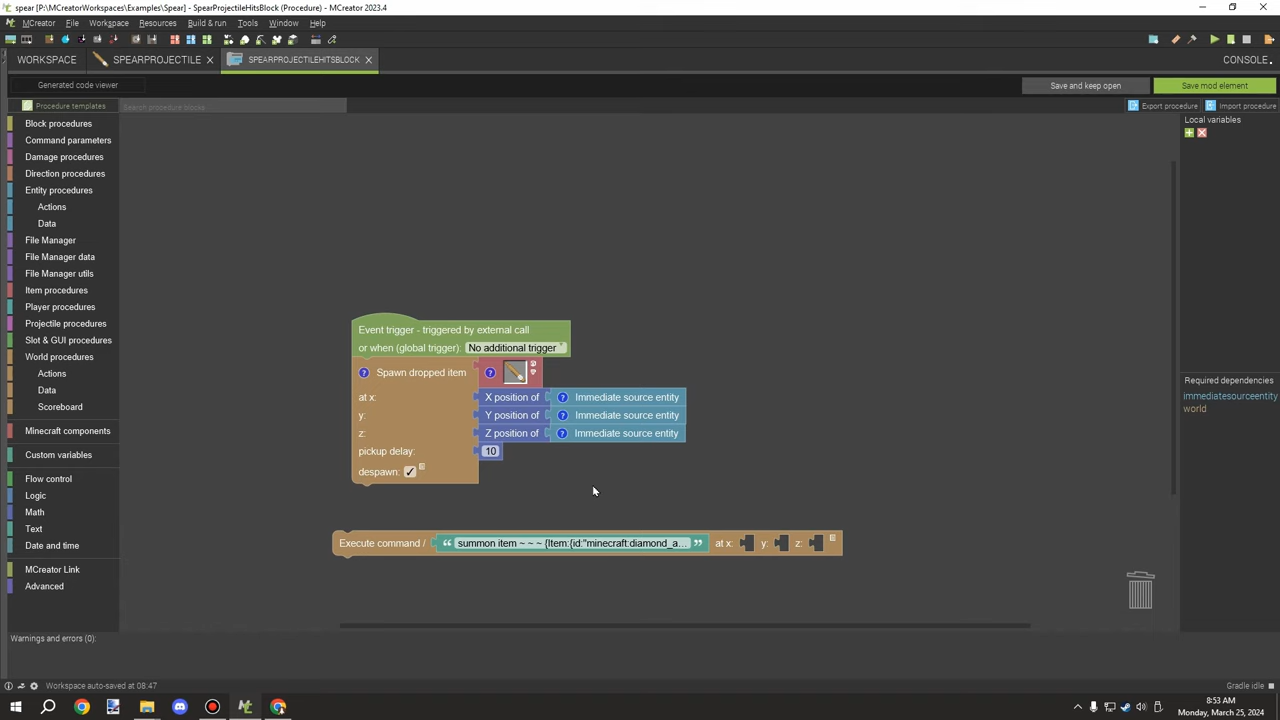 spear [P:\MCreatorWorkspaces\Examples\Spear] - SpearProjectileHitsBlock (Procedure) - MCreator 2023.4
MCreator File Workspace Resources Build & run Tools Window Help
WORKSPACE SPEARPROJECTILE SPEARPROJECTILEHITSBLOCK CONSOLE
Generated code viewer Save and keep open Save mod element
Procedure templates Search procedure blocks... Export procedure Import procedure
Local variables
Block procedures
Command parameters
Damage procedures
Direction procedures
Entity procedures
Actions
Data
File Manager
File Manager data
File Manager utils
Item procedures
Player procedures
Projectile procedures
Slot & GUI procedures
World procedures
Actions
Data
Scoreboard
Minecraft components
Custom variables
Flow control
Logic
Math
Text
Date and time
MCreator Link
Advanced
Event trigger - triggered by external call
or when (global trigger): No additional trigger
Spawn dropped item
at x: X position of Immediate source entity
y: Y position of Immediate source entity
z: Z position of Immediate source entity
pickup delay: 10
despawn: ✓
Execute command / “ summon item ~ ~ ~ {Item:{id:"minecraft:diamond_a... ” at x: y: z:
Required dependencies
immediatesourceentity
world
Warnings and errors (0):
Workspace auto-saved at 08:47 Gradle idle
8:53 AM
Monday, March 25, 2024